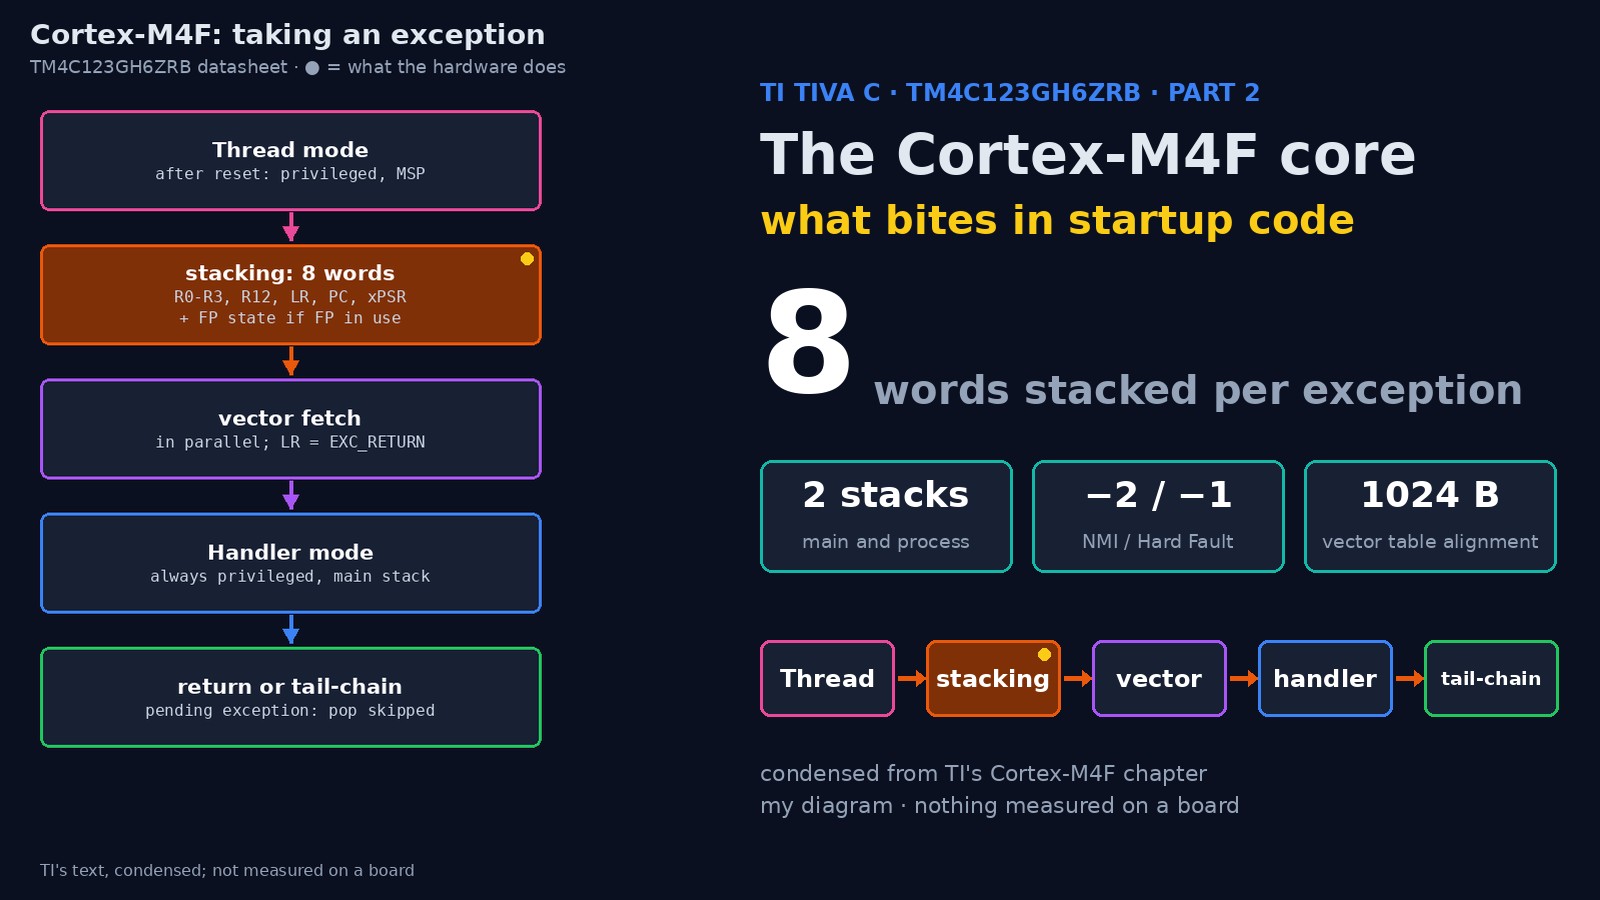 Cortex-M4F: taking an exception
TM4C123GH6ZRB datasheet · ● = what the hardware does
Thread mode
after reset: privileged, MSP
stacking: 8 words
R0-R3, R12, LR, PC, xPSR
+ FP state if FP in use
vector fetch
in parallel; LR = EXC_RETURN
Handler mode
always privileged, main stack
return or tail-chain
pending exception: pop skipped
TI's text, condensed; not measured on a board
TI TIVA C · TM4C123GH6ZRB · PART 2
The Cortex-M4F core
what bites in startup code
8 words stacked per exception
2 stacks
main and process
−2 / −1
NMI / Hard Fault
1024 B
vector table alignment
Thread
stacking
vector
handler
tail-chain
condensed from TI's Cortex-M4F chapter
my diagram · nothing measured on a board